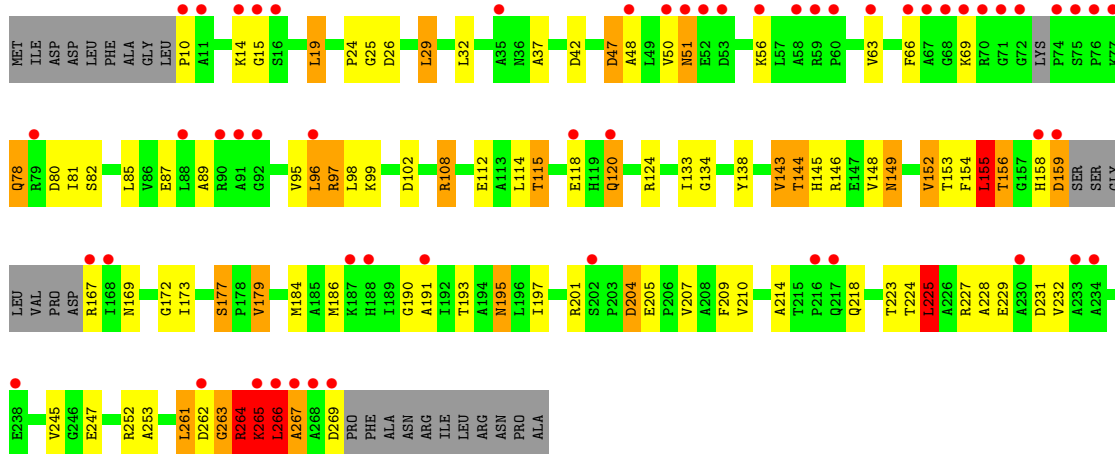 MET ILE ASP ASP LEU PHE ALA GLY LEU P10 A11 K14 G15 S16 L19 P24 G25 D26 L29 L32 A35 N36 A37 D42 D47 A48 L49 V50 N51 E52 D53 K56 L57 A58 R59 P60 V63 F66 A67 G68 K69 R70 G71 G72 LYS P74 S75 P76 K77
Q78 R79 D80 I81 S82 L85 V86 E87 L88 A89 R90 A91 G92 V95 L96 R97 L98 K99 D102 R108 E112 A113 L114 T115 E118 H119 Q120 R124 I133 G134 Y138 V143 T144 H145 R146 E147 V148 N149 V152 T153 F154 L155 T156 G157 H158 D159 SER SER GLY
LEU VAL PRO ASP R167 I168 N169 G172 I173 S177 P178 V179 M184 A185 M186 K187 H188 I189 G190 A191 I192 T193 A194 N195 L196 I197 R201 S202 P203 D204 E205 P206 V207 A208 F209 V210 A214 T215 P216 Q217 Q218 T223 T224 L225 A226 R227 A228 E229 A230 D231 V232 A233 A234
E238 V245 G246 E247 R252 A253 L261 D262 G263 R264 K265 L266 A267 A268 D269 PRO PHE ALA ASN ARG ILE LEU ARG ASN PRO ALA